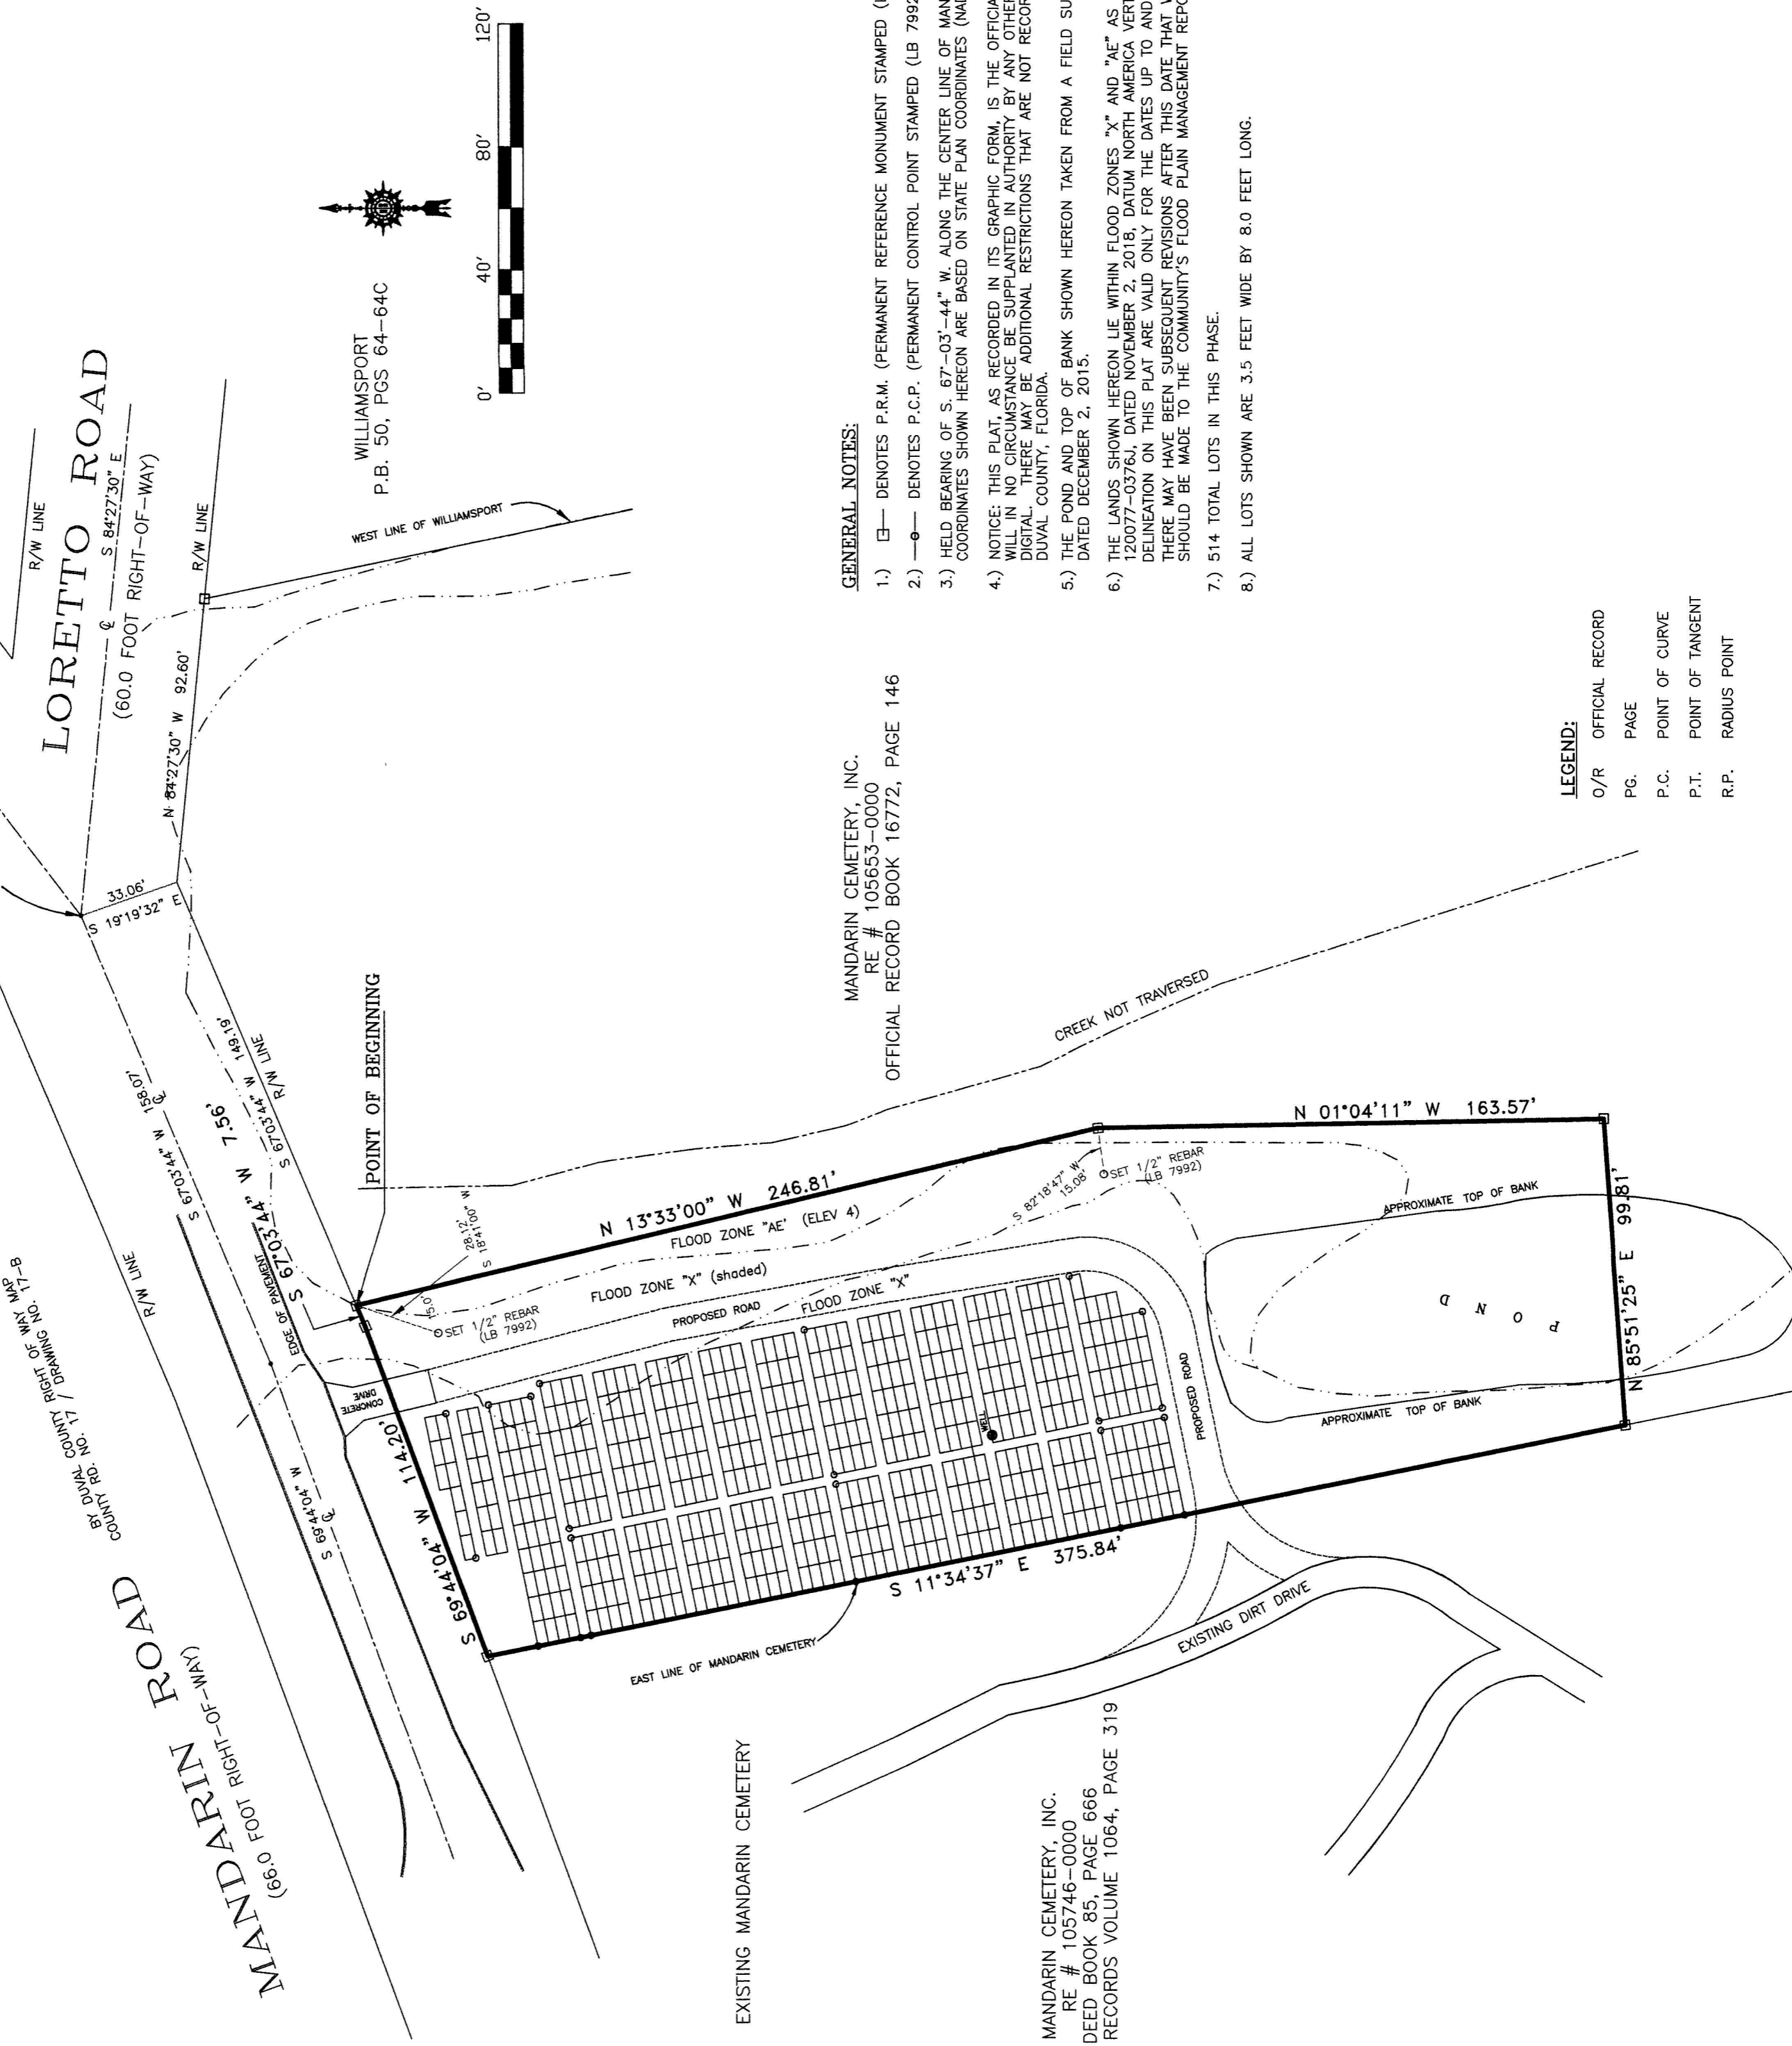 BY DUVAL COUNTY RIGHT OF WAY MAP
COUNTY RD. NO. 17 / DRAWING NO. 17-B
MANDARIN ROAD
(66.0 FOOT RIGHT-OF-WAY)
R/W LINE
LORETTO ROAD
R/W LINE
℄ S 84°27'30" E
(60.0 FOOT RIGHT-OF-WAY)
R/W LINE
N 84°27'30" W 92.60'
33.06'
S 19°19'32" E
158.07'
S 67°03'44" W ℄
S 67°03'44" W 149.19'
R/W LINE
S 67°03'44" W 7.56'
EDGE OF PAVEMENT
S 69°44'04" W ℄
CONCRETE
DRIVE
POINT OF BEGINNING
WEST LINE OF WILLIAMSPORT
WILLIAMSPORT
P.B. 50, PGS 64-64C
0' 40' 80' 120'
S 69°44'04" W 114.20'
N 13°33'00" W 246.81'
28.12'
S 18°41'00" W
15.0'
SET 1/2" REBAR
(LB 7992)
FLOOD ZONE "AE' (ELEV 4)
FLOOD ZONE "X" (shaded)
PROPOSED ROAD
FLOOD ZONE "X"
S 82°18'47" W
15.08'
SET 1/2" REBAR
(LB 7992)
WELL
PROPOSED ROAD
N 01°04'11" W 163.57'
APPROXIMATE TOP OF BANK
POND
APPROXIMATE TOP OF BANK
N 85°51'25" E 99.81'
S 11°34'37" E 375.84'
EAST LINE OF MANDARIN CEMETERY
EXISTING DIRT DRIVE
CREEK NOT TRAVERSED
MANDARIN CEMETERY, INC.
RE # 105653-0000
OFFICIAL RECORD BOOK 16772, PAGE 146
EXISTING MANDARIN CEMETERY
MANDARIN CEMETERY, INC.
RE # 105746-0000
DEED BOOK 85, PAGE 666
RECORDS VOLUME 1064, PAGE 319
GENERAL NOTES:
1.) DENOTES P.R.M. (PERMANENT REFERENCE MONUMENT STAMPED
2.) DENOTES P.C.P. (PERMANENT CONTROL POINT STAMPED (LB 7992
3.) HELD BEARING OF S. 67°-03'-44" W. ALONG THE CENTER LINE OF
COORDINATES SHOWN HEREON ARE BASED ON STATE PLAN COORDINATES
4.) NOTICE: THIS PLAT, AS RECORDED IN ITS GRAPHIC FORM, IS THE
WILL IN NO CIRCUMSTANCE BE SUPPLANTED IN AUTHORITY BY ANY
DIGITAL. THERE MAY BE ADDITIONAL RESTRICTIONS THAT ARE NOT
DUVAL COUNTY, FLORIDA.
5.) THE POND AND TOP OF BANK SHOWN HEREON TAKEN FROM A FIELD
DATED DECEMBER 2, 2015.
6.) THE LANDS SHOWN HEREON LIE WITHIN FLOOD ZONES "X" AND "AE" AS
120077-0376J, DATED NOVEMBER 2, 2018, DATUM NORTH AMERICA
DELINEATION ON THIS PLAT ARE VALID ONLY FOR THE DATES UP TO AND
THERE MAY HAVE BEEN SUBSEQUENT REVISIONS AFTER THIS DATE THAT
SHOULD BE MADE TO THE COMMUNITY'S FLOOD PLAIN MANAGEMENT
7.) 514 TOTAL LOTS IN THIS PHASE.
8.) ALL LOTS SHOWN ARE 3.5 FEET WIDE BY 8.0 FEET LONG.
LEGEND:
O/R OFFICIAL RECORD
PG. PAGE
P.C. POINT OF CURVE
P.T. POINT OF TANGENT
R.P. RADIUS POINT